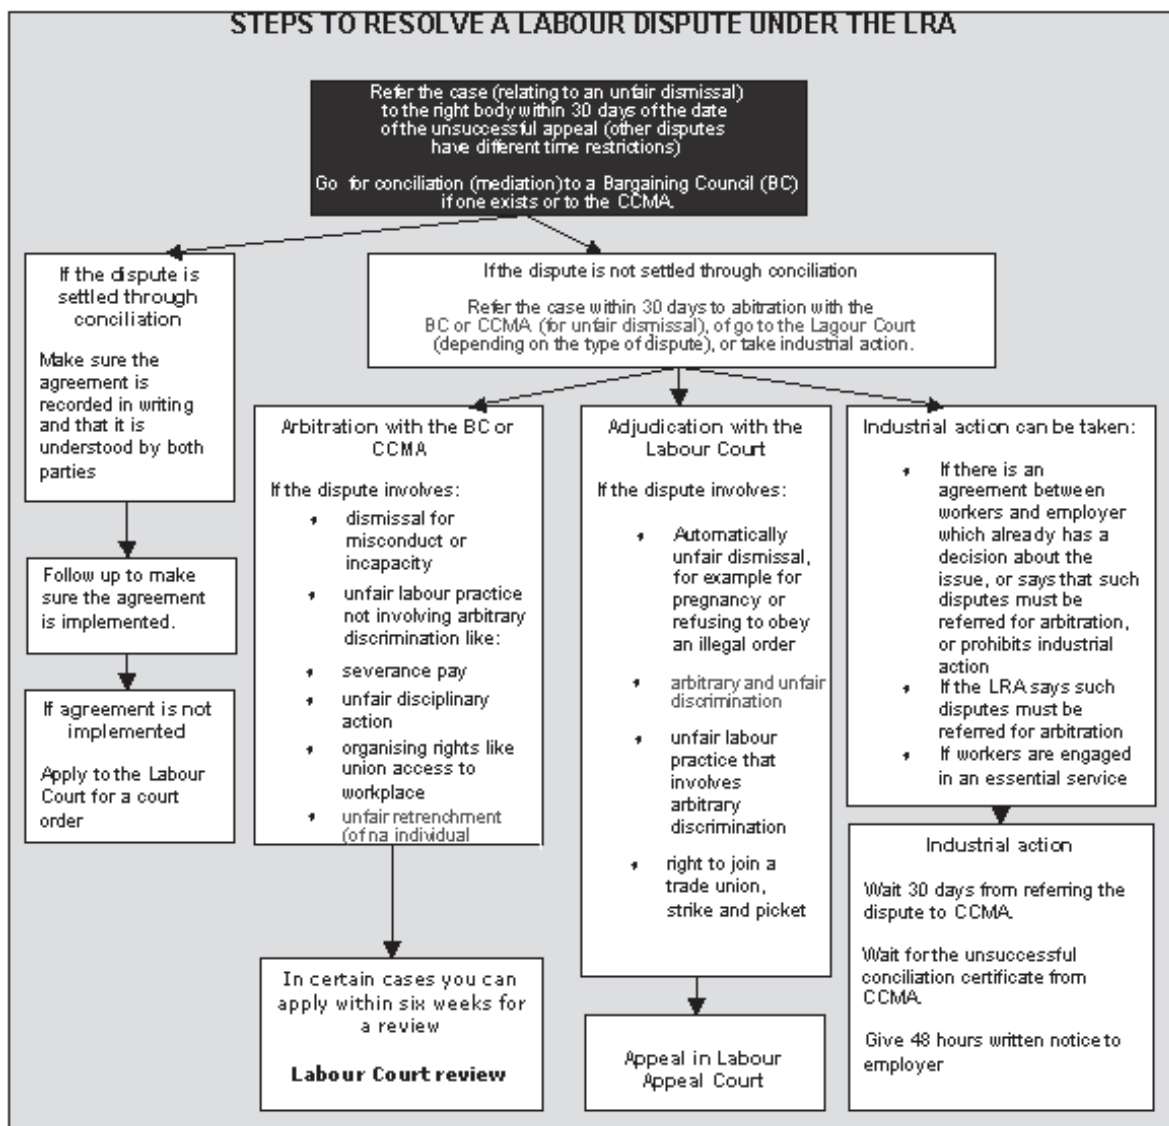 STEPS TO RESOLVE A LABOUR DISPUTE UNDER THE LRA
Refer the case (relating to an unfair dismissal)
to the right body within 30 days of the date
of the unsuccessful appeal (other disputes
have different time restrictions)
Go for conciliation (mediation) to a Bargaining Council (BC)
if one exists or to the CCMA.
If the dispute is
settled through
conciliation
Make sure the
agreement is
recorded in writing
and that it is
understood by both
parties
Follow up to make
sure the agreement
is implemented.
If agreement is not
implemented
Apply to the Labour
Court for a court
order
If the dispute is not settled through conciliation
Refer the case within 30 days to abitration with the
BC or CCMA (for unfair dismissal), of go to the Lagour Court
(depending on the type of dispute), or take industrial action.
Arbitration with the BC or
CCMA
If the dispute involves:
• dismissal for
misconduct or
incapacity
• unfair labour practice
not involving arbitrary
discrimination like:
• severance pay
• unfair disciplinary
action
• organising rights like
union access to
workplace
• unfair retrenchment
(of na individual
In certain cases you can
apply within six weeks for
a review
Labour Court review
Adjudication with the
Labour Court
If the dispute involves:
• Automatically
unfair dismissal,
for example for
pregnancy or
refusing to obey
an illegal order
• arbitrary and unfair
discrimination
• unfair labour
practice that
involves
arbitrary
discrimination
• right to join a
trade union,
strike and picket
Appeal in Labour
Appeal Court
Industrial action can be taken:
• If there is an
agreement between
workers and employer
which already has a
decision about the
issue, or says that such
disputes must be
referred for arbitration,
or prohibits industrial
action
• If the LRA says such
disputes must be
referred for arbitration
• If workers are engaged
in an essential service
Industrial action
Wait 30 days from referring the
dispute to CCMA.
Wait for the unsuccessful
conciliation certificate from
CCMA.
Give 48 hours written notice to
employer